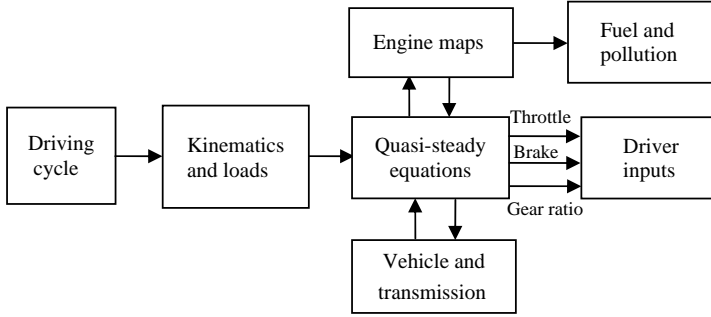 Engine maps
Fuel and
pollution
Driving
cycle
Kinematics
and loads
Quasi-steady
equations
Throttle
Brake
Gear ratio
Driver
inputs
Vehicle and
transmission